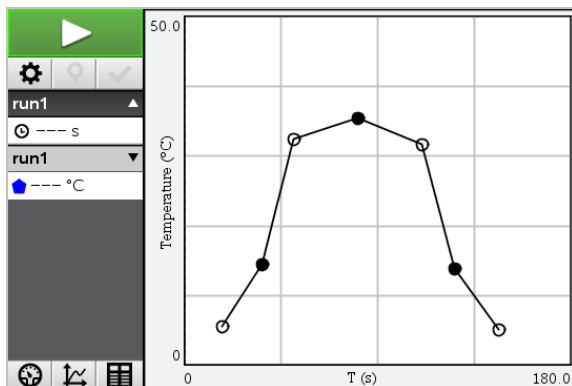 run1
--- s
run1
--- °C
50.0
Temperature (°C)
0
0
T (s)
180.0